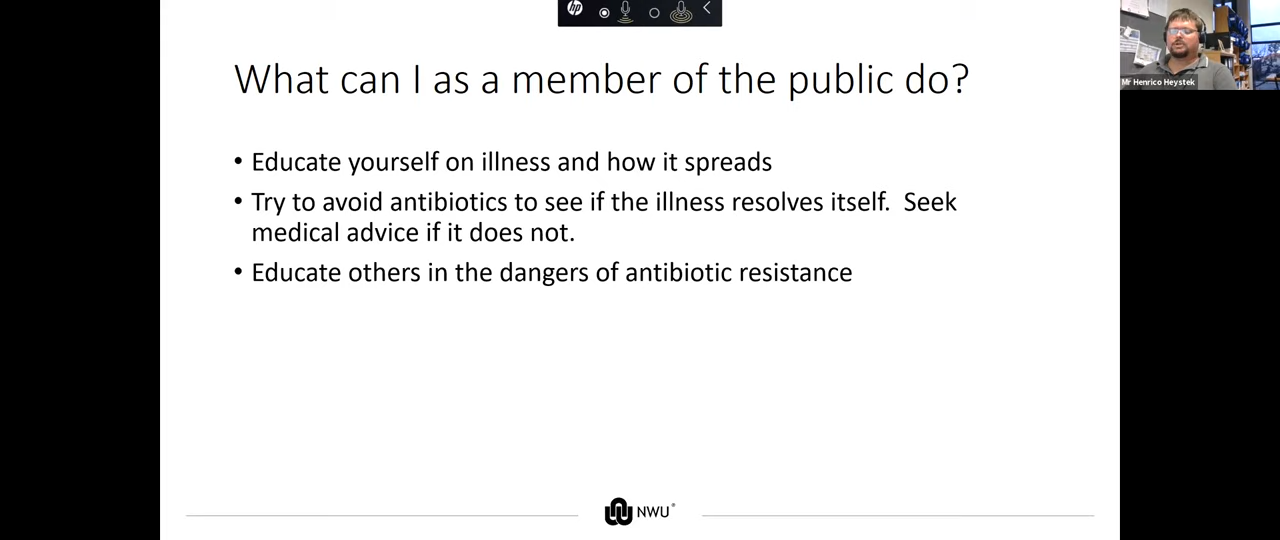 hp
What can I as a member of the public do?
Mr Henrico Heystek
• Educate yourself on illness and how it spreads
• Try to avoid antibiotics to see if the illness resolves itself.  Seek
medical advice if it does not.
• Educate others in the dangers of antibiotic resistance
NWU®